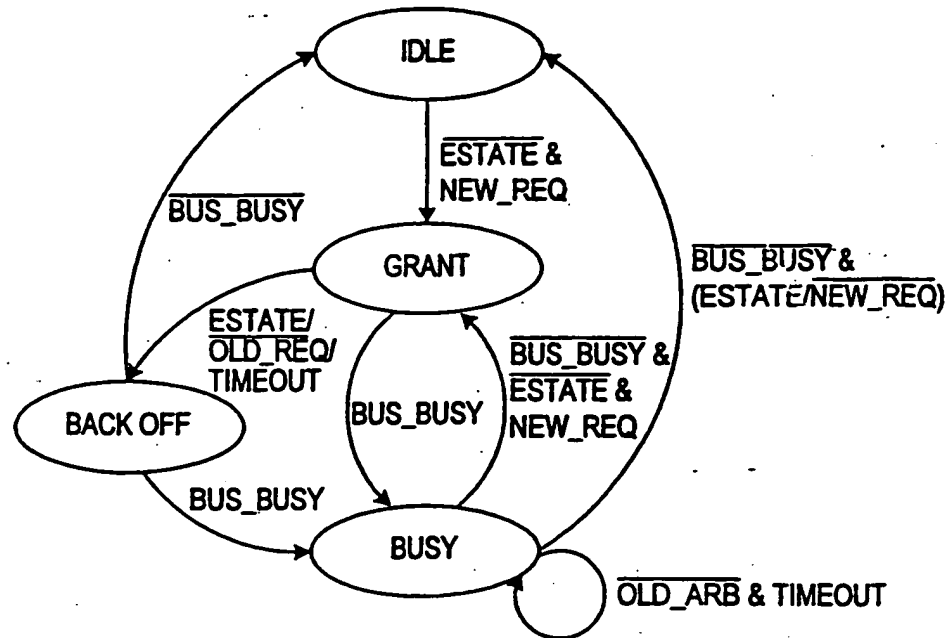 IDLE
ESTATE &
NEW_REQ
BUS_BUSY
GRANT
BUS_BUSY &
(ESTATE/NEW_REQ)
ESTATE/
OLD_REQ/
TIMEOUT
BUS_BUSY &
ESTATE &
NEW_REQ
BACK OFF
BUS_BUSY
BUS_BUSY
BUSY
OLD_ARB & TIMEOUT